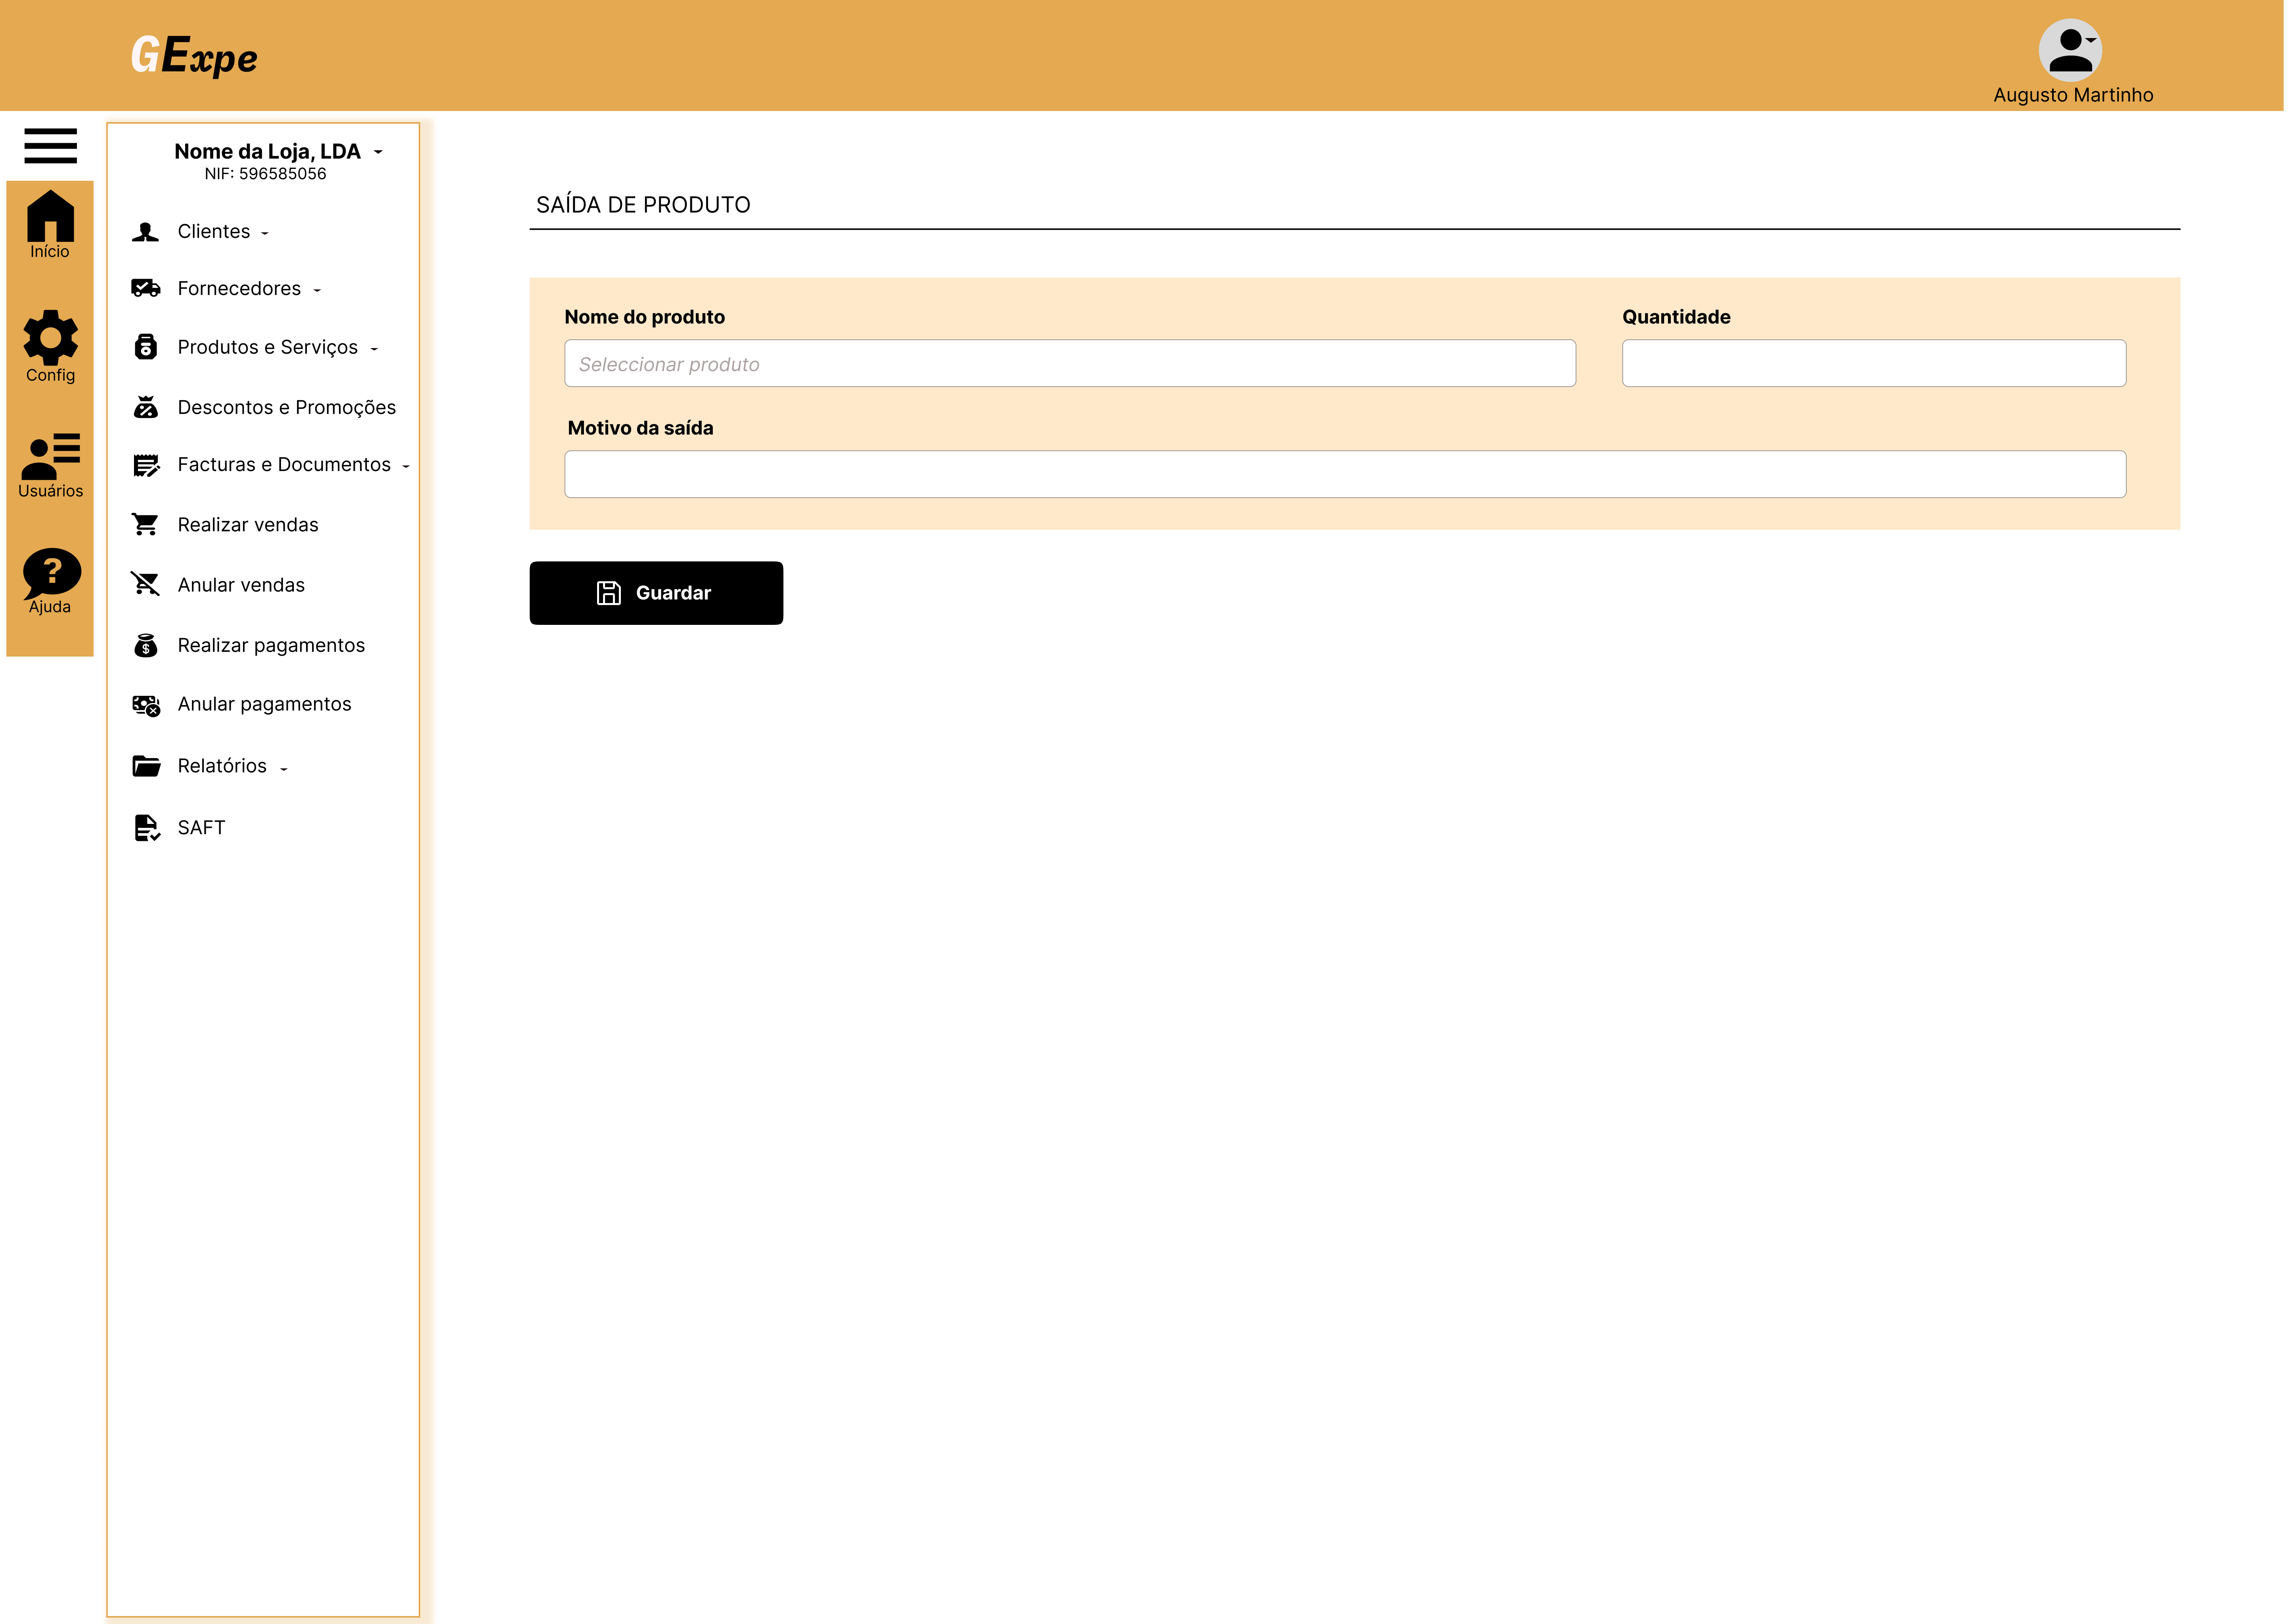 GExpe
Augusto Martinho
Início
Config
Usuários
?
Ajuda
Nome da Loja, LDA
NIF: 596585056
Clientes
Fornecedores
Produtos e Serviços
Descontos e Promoções
Facturas e Documentos
Realizar vendas
Anular vendas
$
Realizar pagamentos
Anular pagamentos
Relatórios
SAFT
SAÍDA DE PRODUTO
Nome do produto
Quantidade
Seleccionar produto
Motivo da saída
Guardar